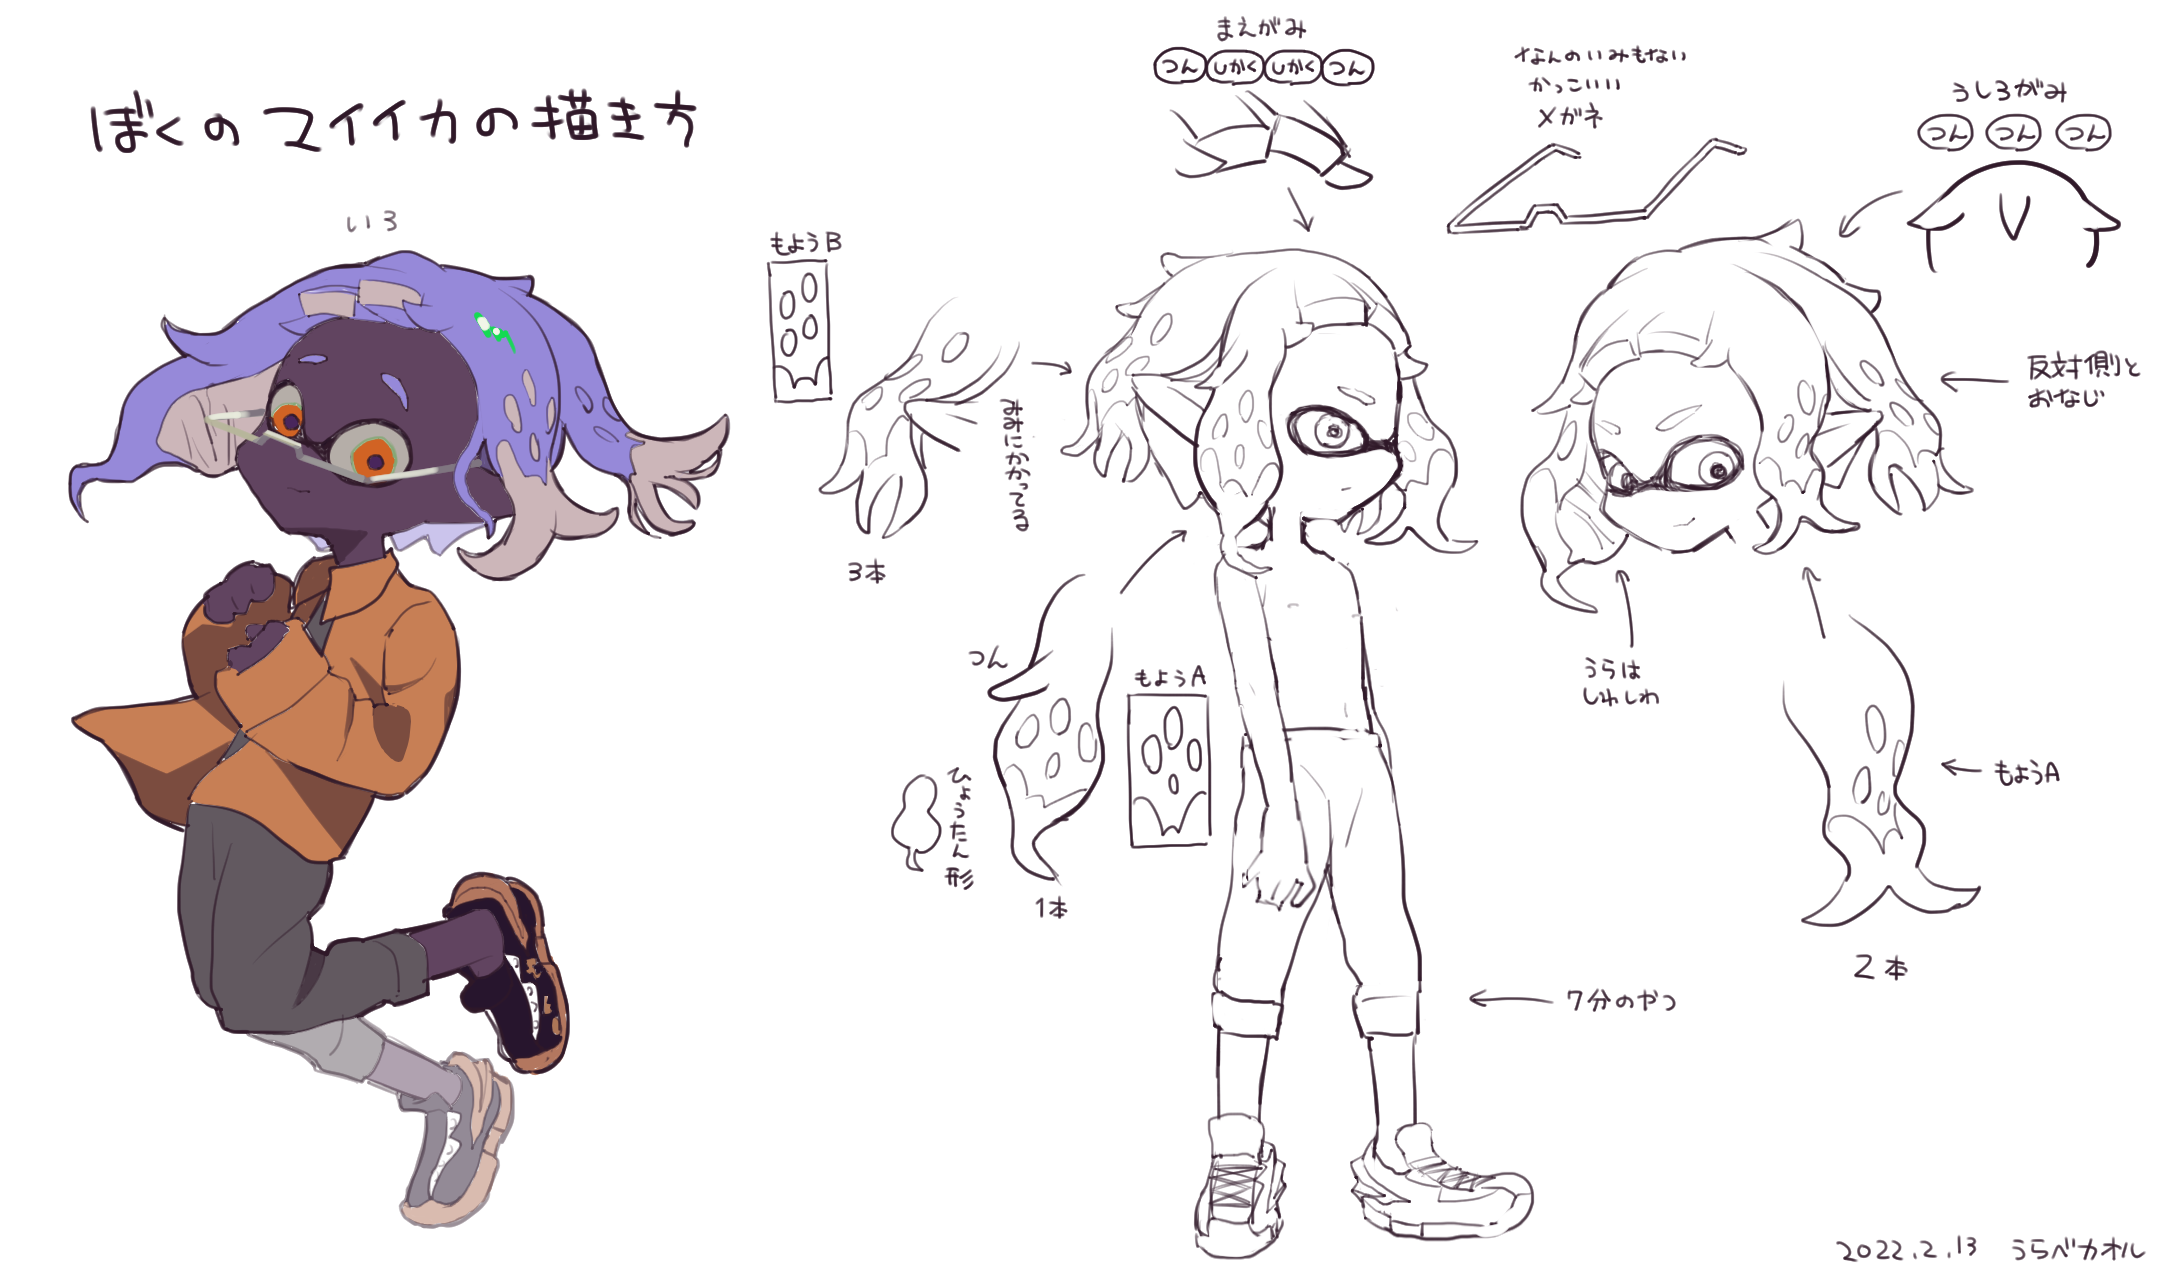 ぼくのマイイカの描き方
いろ
まえがみ
つん しかく しかく つん
なんのいみもない
かっこいい
メガネ
うしろがみ
つん つん つん
もようB
みみにかかってる
3本
反対側と
おなじ
つん
もようA
ひょうたん形
1本
うらは
しわしわ
もようA
2本
7分のやつ
2022.2.13 うらべカオル